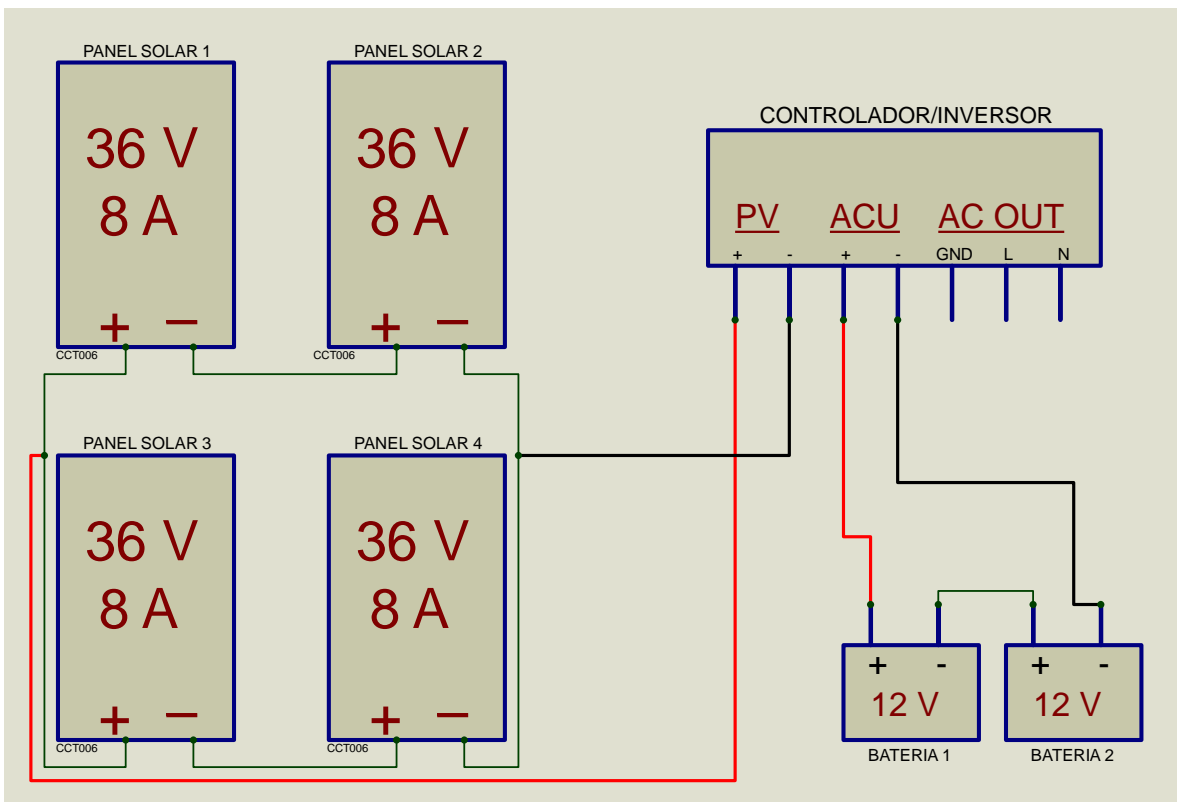 PANEL SOLAR 1
36 V
8 A
+ −
CCT006
PANEL SOLAR 2
36 V
8 A
+ −
CCT006
CONTROLADOR/INVERSOR
PV ACU AC OUT
+ - + - GND L N
PANEL SOLAR 3
36 V
8 A
+ −
CCT006
PANEL SOLAR 4
36 V
8 A
+ −
CCT006
+ -
12 V
BATERIA 1
+ -
12 V
BATERIA 2